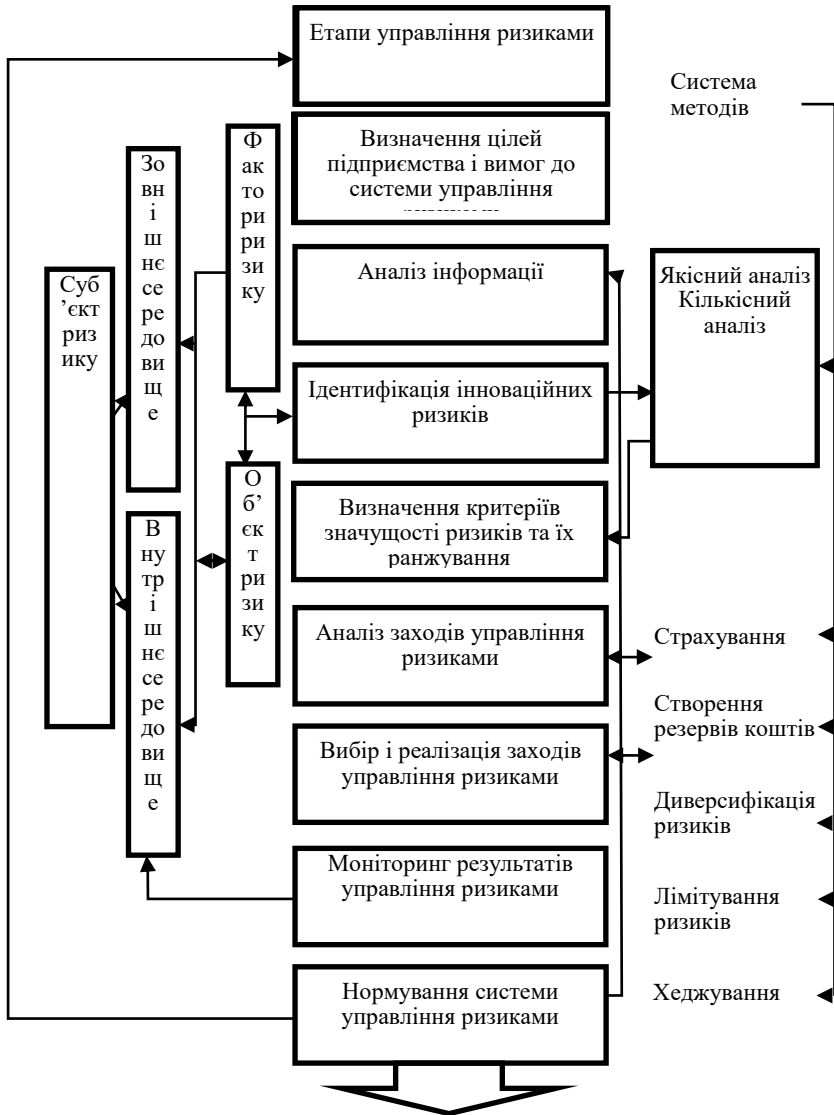 Етапи управління ризиками
Система
методів
Визначення цілей
підприємства і вимог до
системи управління
ризиками
Ф
ак
то
ри
ри
зи
ку
Зо
вн
і
ш
нє
се
ре
до
ви
щ
е
Суб
’єкт
риз
ику
Аналіз інформації
Якісний аналіз
Кількісний
аналіз
Ідентифікація інноваційних
ризиків
О
б’
єк
т
ри
зи
ку
Визначення критеріїв
значущості ризиків та їх
ранжування
В
ну
тр
і
ш
нє
се
ре
до
ви
ще
Аналіз заходів управління
ризиками
Страхування
Створення
резервів коштів
Вибір і реалізація заходів
управління ризиками
Диверсифікація
ризиків
Моніторинг результатів
управління ризиками
Лімітування
ризиків
Нормування системи
управління ризиками
Хеджування